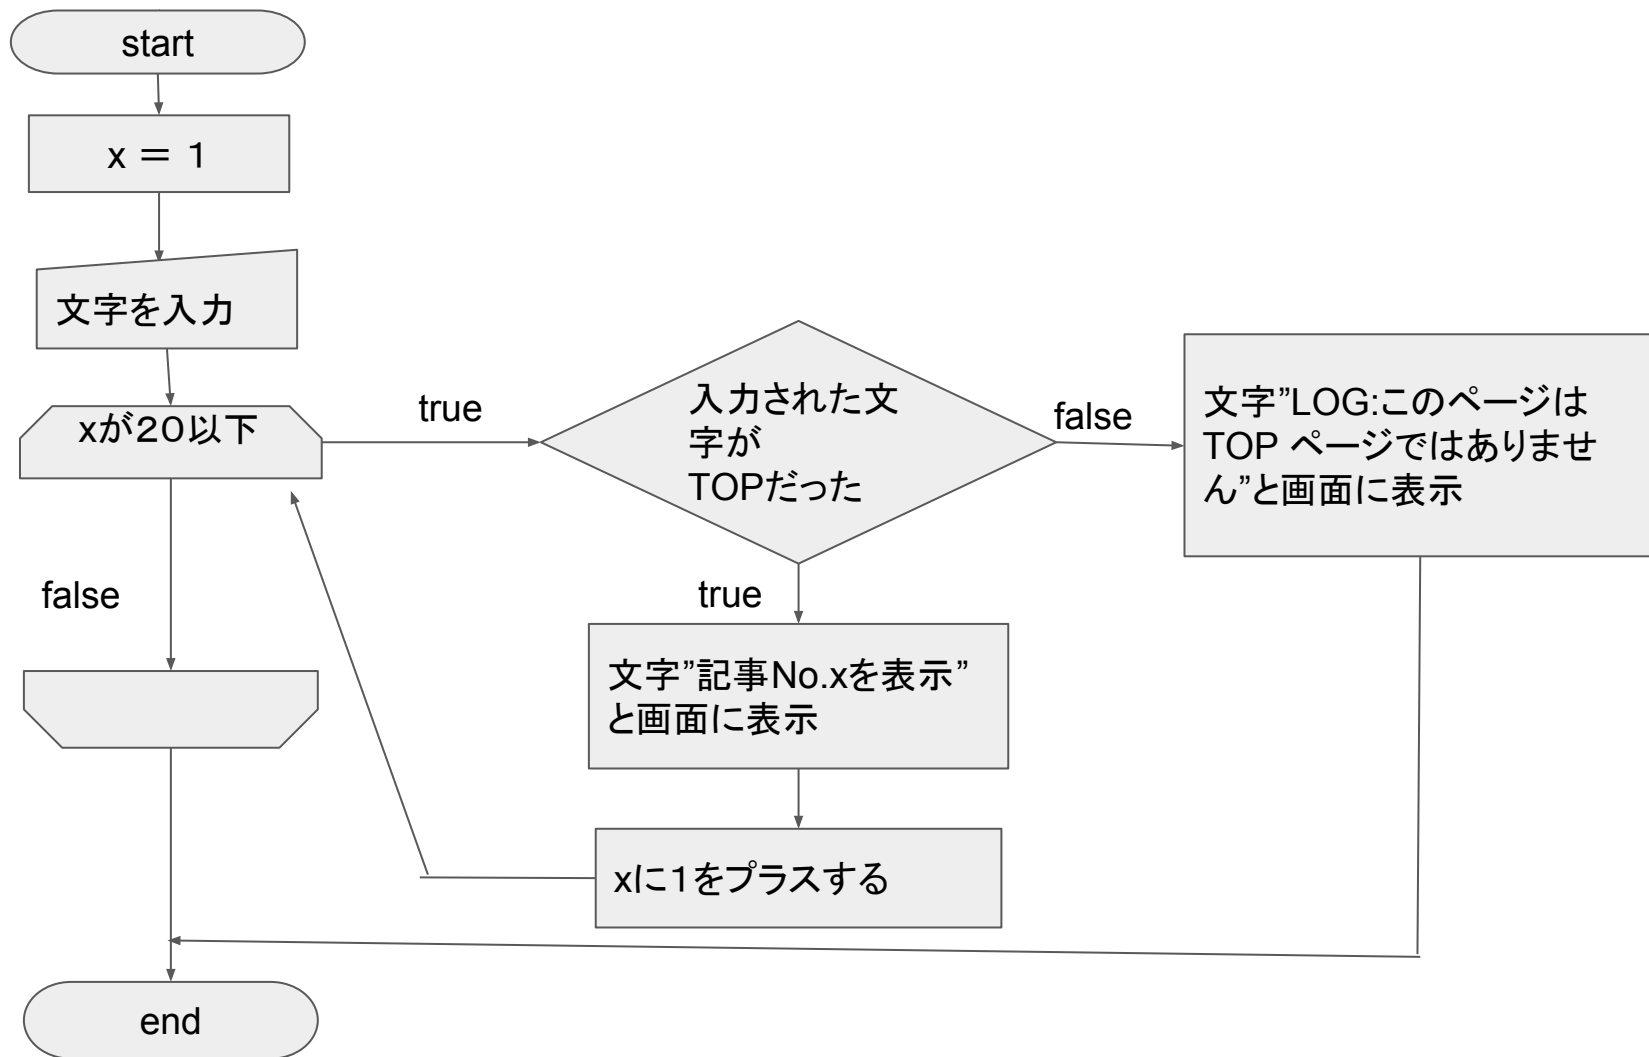 start
x ＝ １
文字を入力
xが２０以下
true
入力された文
字が
TOPだった
false
文字”LOG:このページは
TOP ページではありませ
ん”と画面に表示
false
true
文字”記事No.xを表示”
と画面に表示
xに１をプラスする
end